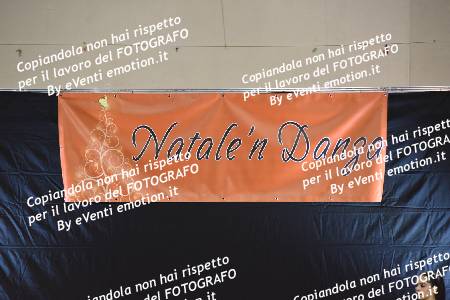 Copiandola non hai rispetto
per il lavoro del FOTOGRAFO
By eVenti emotion.it
Copiandola non hai rispetto
per il lavoro del FOTOGRAFO
By eVenti emotion.it
Natale'n Danza
Copiandola non hai rispetto
per il lavoro del FOTOGRAFO
By eVenti emotion.it
Copiandola non hai rispetto
per il lavoro del FOTOGRAFO
By eVenti emotion.it
Copiandola non hai rispetto
per il lavoro del FOTOGRAFO
Copiandola non hai rispetto
per il lavoro del FOTOGRAFO